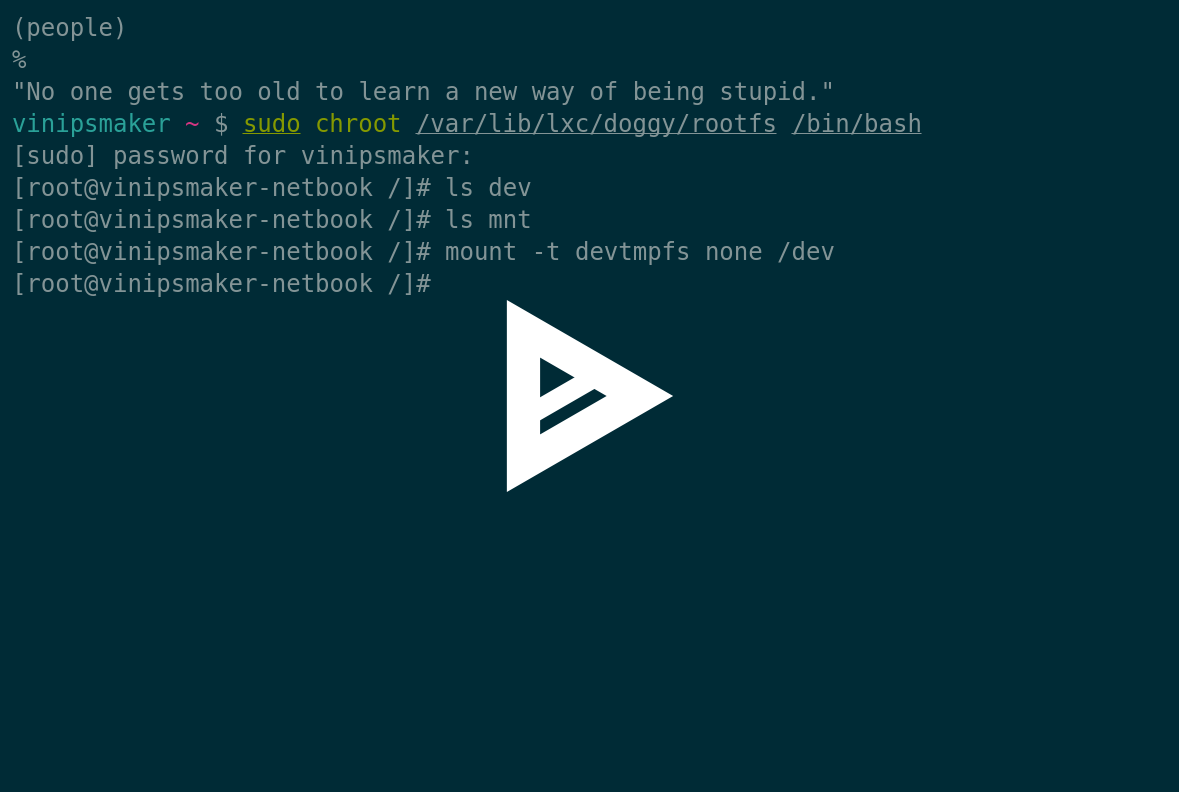 (people)
%
"No one gets too old to learn a new way of being stupid."
vinipsmaker ~ $ sudo chroot /var/lib/lxc/doggy/rootfs /bin/bash
[sudo] password for vinipsmaker:
[root@vinipsmaker-netbook /]# ls dev
[root@vinipsmaker-netbook /]# ls mnt
[root@vinipsmaker-netbook /]# mount -t devtmpfs none /dev
[root@vinipsmaker-netbook /]#